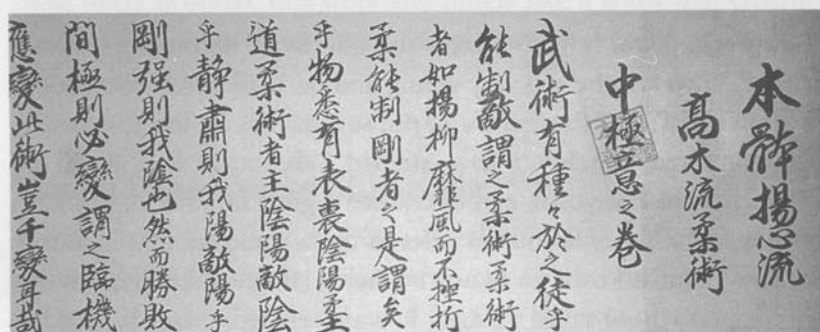 本骵揚心流
髙木流柔術
中極意之巻
武術有種々於之徒乎
能制敵謂之柔術柔術
者如揚柳靡風而不挫折
柔能制剛者之是謂矣
乎物悉有表裏陰陽柔
道柔術者主陰陽敵陰
乎静肅則我陽敵陽乎
剛强則我陰也然而勝敗
間極則必變謂之臨機
應變此術豈千變耳哉